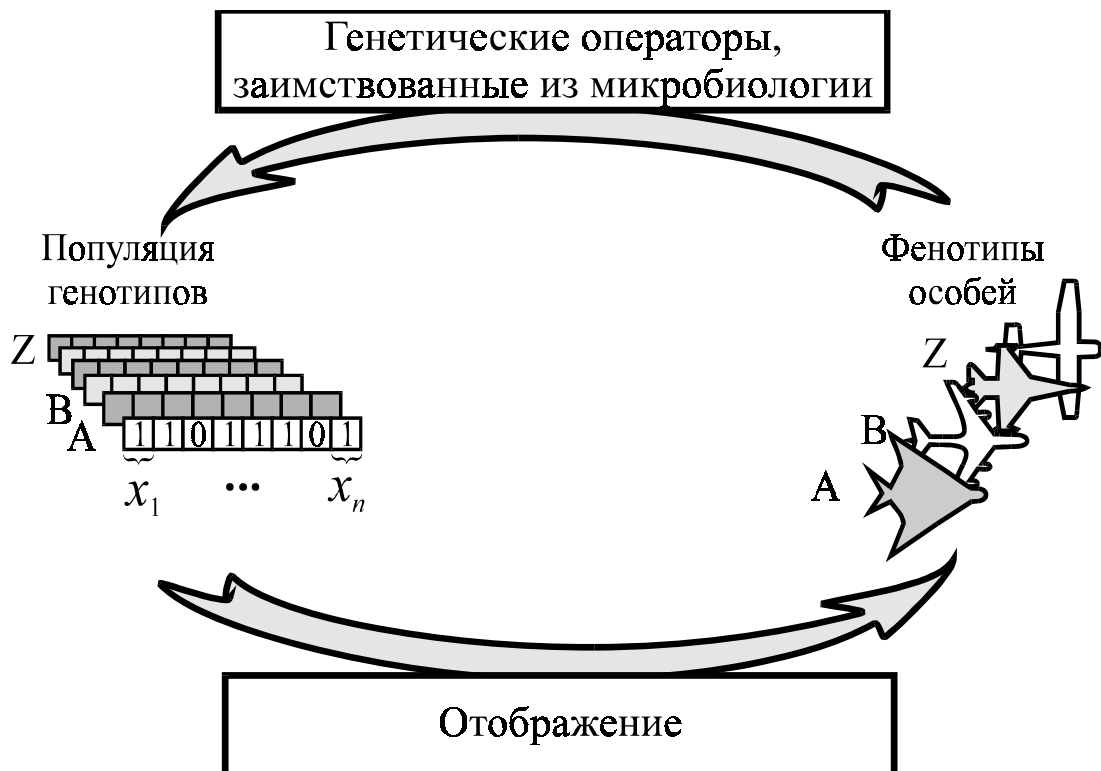 Генетические операторы,
заимствованные из микробиологии
Популяция
генотипов
Фенотипы
особей
Z
B
A
1 1 0 1 1 1 0 1
x₁ ... xₙ
Z
B
A
Отображение